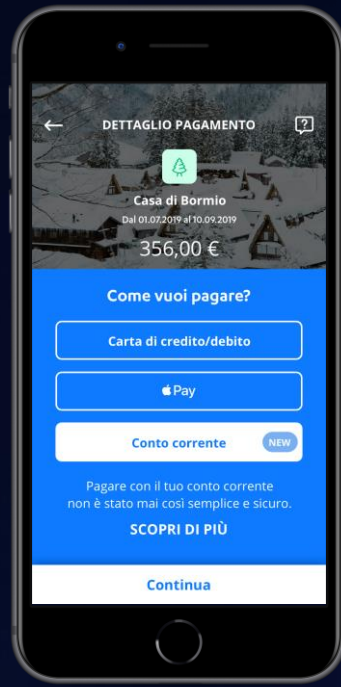 DETTAGLIO PAGAMENTO
Casa di Bormio
Dal 01.07.2019 al 10.09.2019
356,00 €
Come vuoi pagare?
Carta di credito/debito
Pay
Conto corrente NEW
Pagare con il tuo conto corrente
non è stato mai così semplice e sicuro.
SCOPRI DI PIÙ
Continua